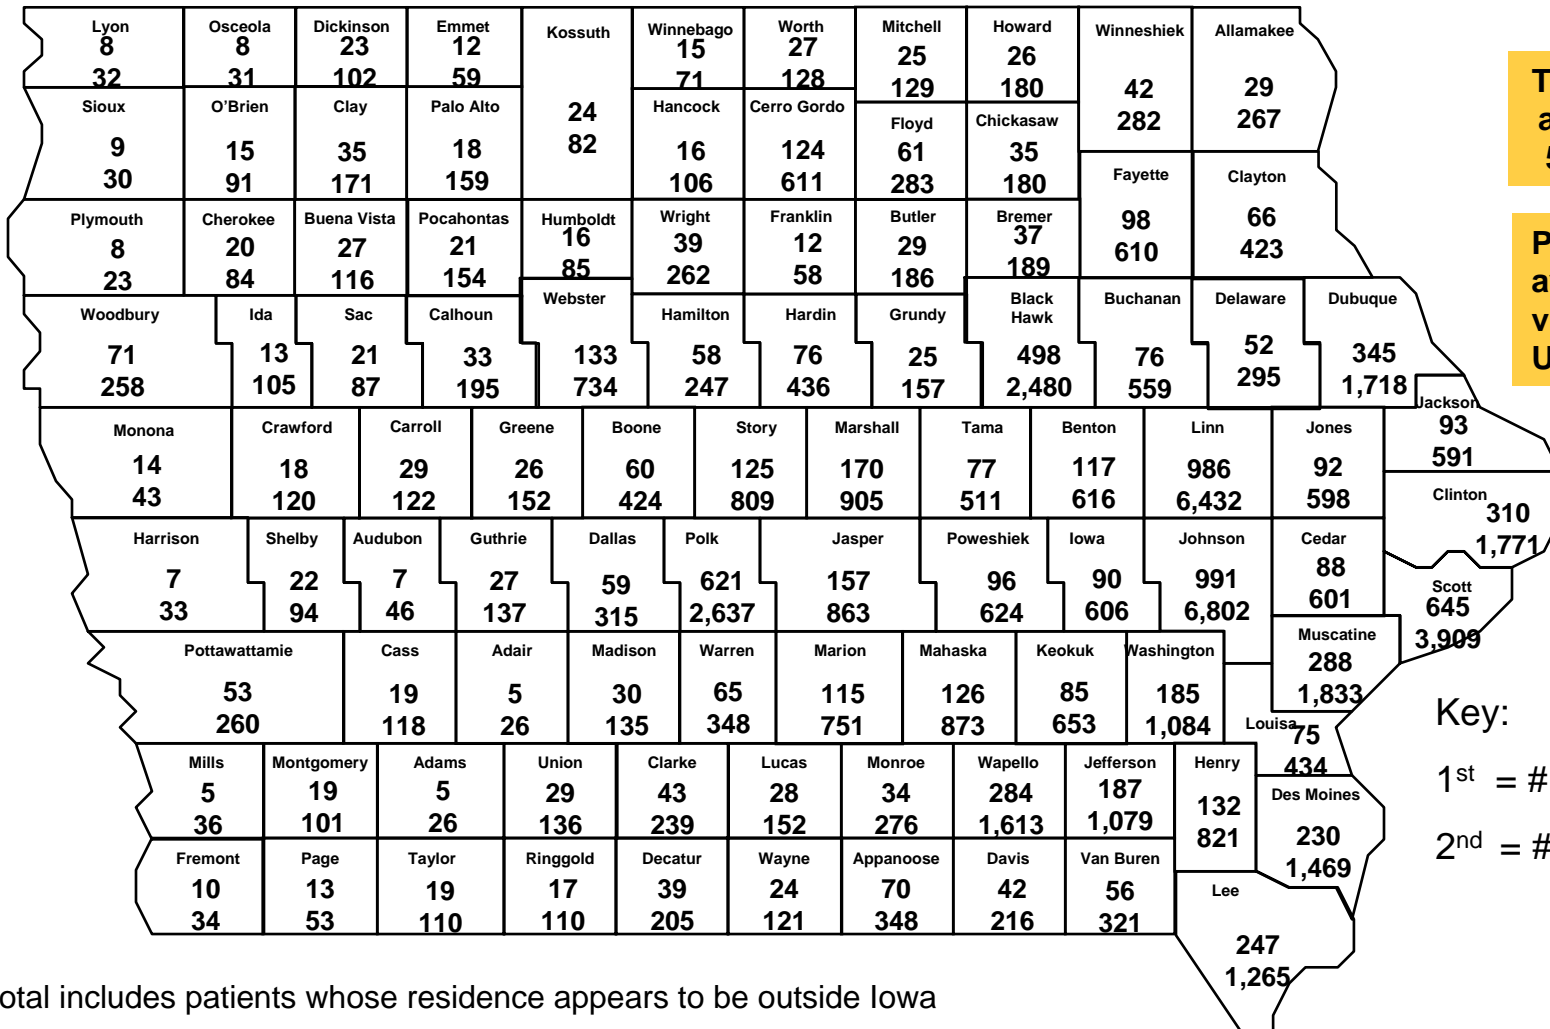 Lyon
8
32
Osceola
8
31
Dickinson
23
102
Emmet
12
59
Kossuth
24
82
Winnebago
15
71
Worth
27
128
Mitchell
25
129
Howard
26
180
Winneshiek
42
282
Allamakee
29
267
Sioux
9
30
O'Brien
15
91
Clay
35
171
Palo Alto
18
159
Hancock
16
106
Cerro Gordo
124
611
Floyd
61
283
Chickasaw
35
180
Fayette
98
610
Clayton
66
423
Plymouth
8
23
Cherokee
20
84
Buena Vista
27
116
Pocahontas
21
154
Humboldt
16
85
Wright
39
262
Franklin
12
58
Butler
29
186
Bremer
37
189
Woodbury
71
258
Ida
13
105
Sac
21
87
Calhoun
33
195
Webster
133
734
Hamilton
58
247
Hardin
76
436
Grundy
25
157
Black
Hawk
498
2,480
Buchanan
76
559
Delaware
52
295
Dubuque
345
1,718
Monona
14
43
Crawford
18
120
Carroll
29
122
Greene
26
152
Boone
60
424
Story
125
809
Marshall
170
905
Tama
77
511
Benton
117
616
Linn
986
6,432
Jones
92
598
Jackson
93
591
Clinton
310
1,771
Harrison
7
33
Shelby
22
94
Audubon
7
46
Guthrie
27
137
Dallas
59
315
Polk
621
2,637
Jasper
157
863
Poweshiek
96
624
Iowa
90
606
Johnson
991
6,802
Cedar
88
601
Scott
645
3,909
Pottawattamie
53
260
Cass
19
118
Adair
5
26
Madison
30
135
Warren
65
348
Marion
115
751
Mahaska
126
873
Keokuk
85
653
Washington
185
1,084
Muscatine
288
1,833
Louisa
75
434
Mills
5
36
Montgomery
19
101
Adams
5
26
Union
29
136
Clarke
43
239
Lucas
28
152
Monroe
34
276
Wapello
284
1,613
Jefferson
187
1,079
Henry
132
821
Des Moines
230
1,469
Fremont
10
34
Page
13
53
Taylor
19
110
Ringgold
17
110
Decatur
39
205
Wayne
24
121
Appanoose
70
348
Davis
42
216
Van Buren
56
321
Lee
247
1,265
Key:
1st = #
2nd = #
otal includes patients whose residence appears to be outside Iowa